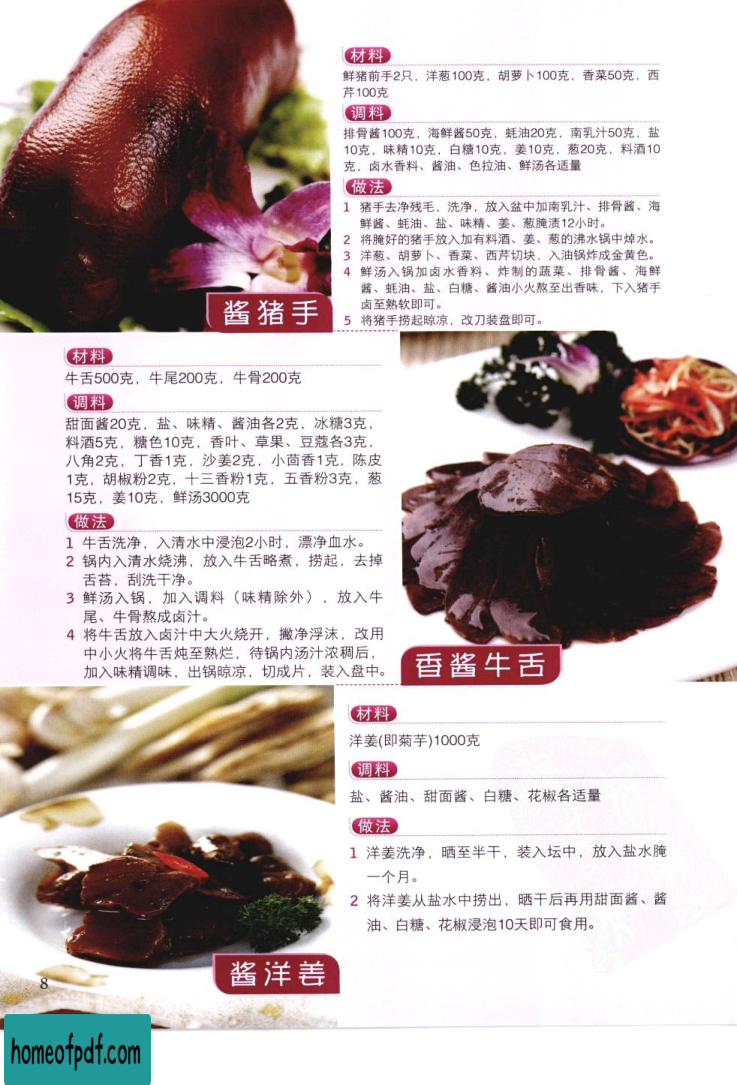 材料
鲜猪前手2只，洋葱100克，胡萝卜100克，香菜50克，西
芹100克
调料
排骨酱100克，海鲜酱50克，蚝油20克，南乳汁50克，盐
10克，味精10克，白糖10克，姜10克，葱20克，料酒10
克，卤水香料、酱油、色拉油、鲜汤各适量
做法
1 猪手去净残毛，洗净，放入盆中加南乳汁、排骨酱、海
鲜酱、蚝油、盐、味精、姜、葱腌渍12小时。
2 将腌好的猪手放入加有料酒、姜、葱的沸水锅中焯水。
3 洋葱、胡萝卜、香菜、西芹切块，入油锅炸成金黄色。
4 鲜汤入锅加卤水香料、炸制的蔬菜、排骨酱、海鲜
酱、蚝油、盐、白糖、酱油小火熬至出香味，下入猪手
卤至熟软即可。
5 将猪手捞起晾凉，改刀装盘即可。
酱猪手
材料
牛舌500克，牛尾200克，牛骨200克
调料
甜面酱20克，盐、味精、酱油各2克，冰糖3克，
料酒5克，糖色10克，香叶、草果、豆蔻各3克，
八角2克，丁香1克，沙姜2克，小茴香1克，陈皮
1克，胡椒粉2克，十三香粉1克，五香粉3克，葱
15克，姜10克，鲜汤3000克
做法
1 牛舌洗净，入清水中浸泡2小时，漂净血水。
2 锅内入清水烧沸，放入牛舌略煮，捞起，去掉
舌苔，刮洗干净。
3 鲜汤入锅，加入调料（味精除外），放入牛
尾、牛骨熬成卤汁。
4 将牛舌放入卤汁中大火烧开，撇净浮沫，改用
中小火将牛舌炖至熟烂，待锅内汤汁浓稠后，
加入味精调味，出锅晾凉，切成片，装入盘中。
香酱牛舌
材料
洋姜(即菊芋)1000克
调料
盐、酱油、甜面酱、白糖、花椒各适量
做法
1 洋姜洗净，晒至半干，装入坛中，放入盐水腌
一个月。
2 将洋姜从盐水中捞出，晒干后再用甜面酱、酱
油、白糖、花椒浸泡10天即可食用。
酱洋姜
8
homeofpdf.com